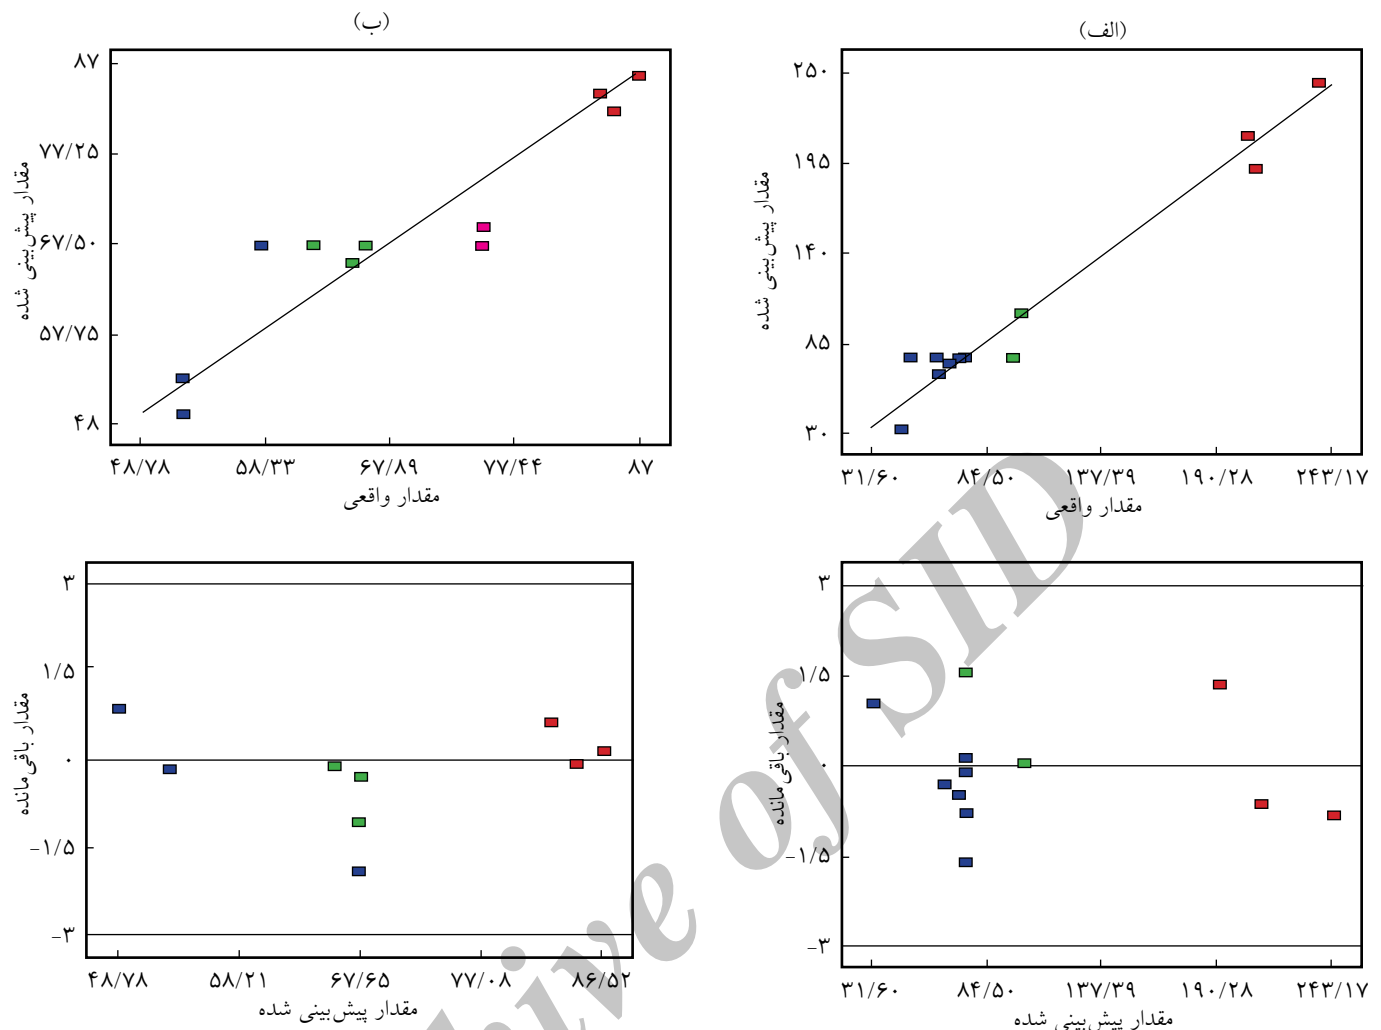 (الف)
۲۵۰
۱۹۵
۱۴۰
۸۵
۳۰
مقدار پیش‌بینی شده
۳۱/۶۰ ۸۴/۵۰ ۱۳۷/۳۹ ۱۹۰/۲۸ ۲۴۳/۱۷
مقدار واقعی
(ب)
۸۷
۷۷/۲۵
۶۷/۵۰
۵۷/۷۵
۴۸
مقدار پیش‌بینی شده
۴۸/۷۸ ۵۸/۳۳ ۶۷/۸۹ ۷۷/۴۴ ۸۷
مقدار واقعی
۳
۱/۵
۰
-۱/۵
-۳
مقدار باقی مانده
۳۱/۶۰ ۸۴/۵۰ ۱۳۷/۳۹ ۱۹۰/۲۸ ۲۴۳/۱۷
مقدار پیش‌بینی شده
۳
۱/۵
۰
-۱/۵
-۳
مقدار باقی مانده
۴۸/۷۸ ۵۸/۲۱ ۶۷/۶۵ ۷۷/۰۸ ۸۶/۵۲
مقدار پیش‌بینی شده
hive of SID